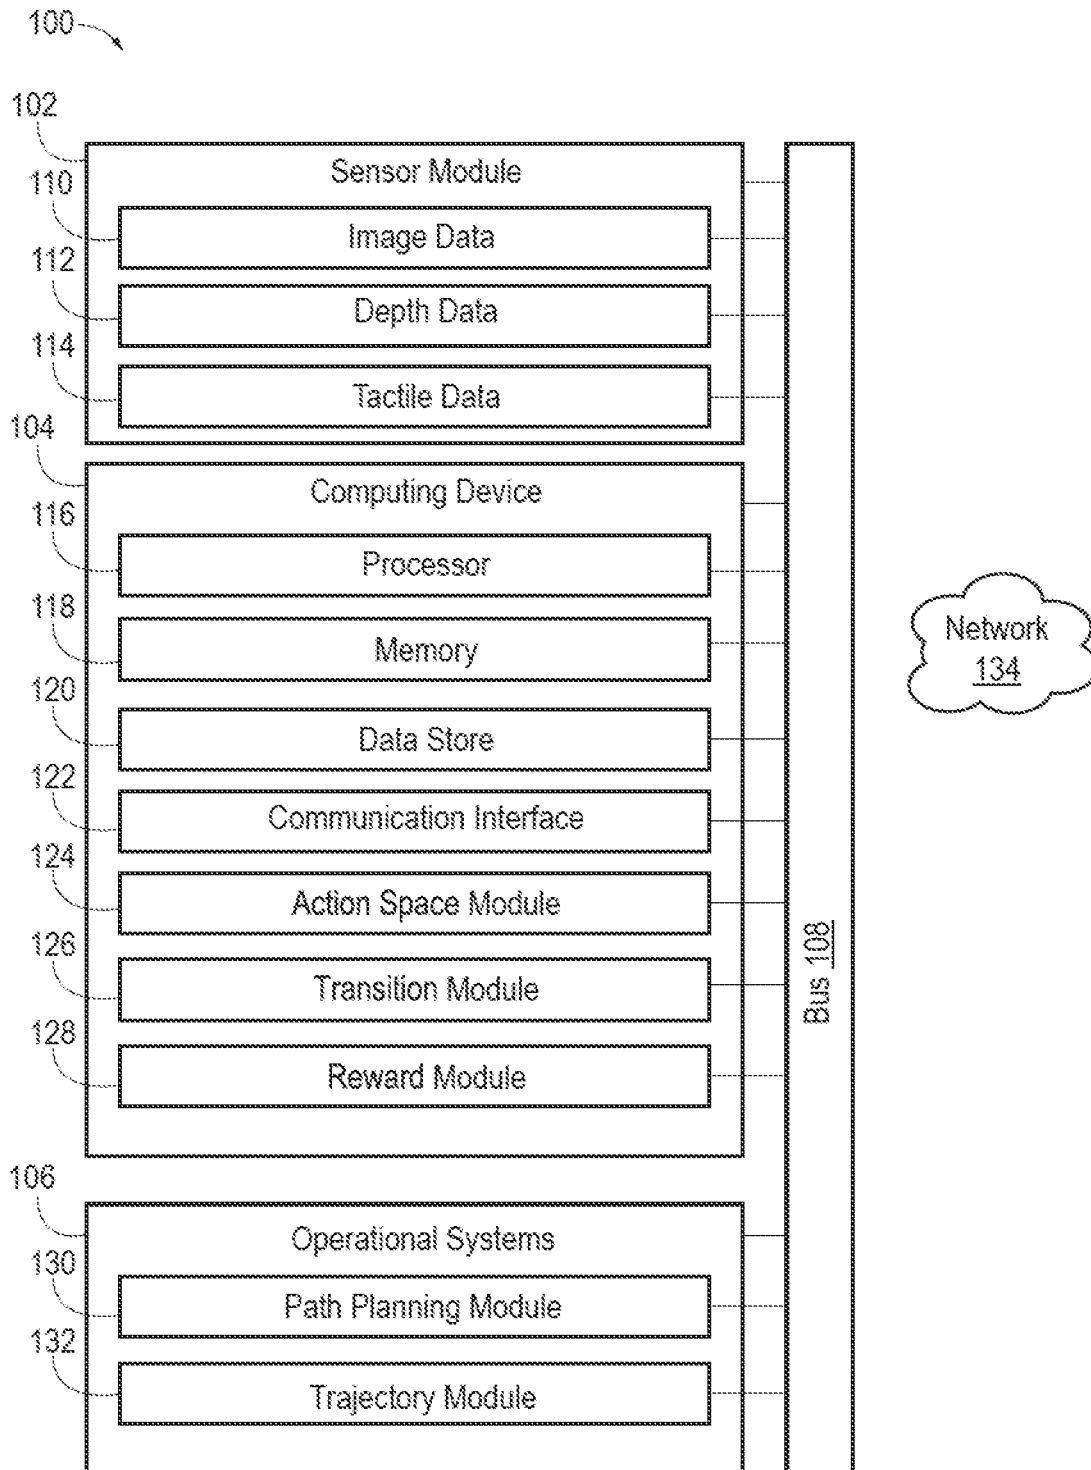 100
102
Sensor Module
110
Image Data
112
Depth Data
114
Tactile Data
104
Computing Device
116
Processor
118
Memory
120
Data Store
122
Communication Interface
124
Action Space Module
126
Transition Module
128
Reward Module
106
Operational Systems
130
Path Planning Module
132
Trajectory Module
Bus 108
Network
134